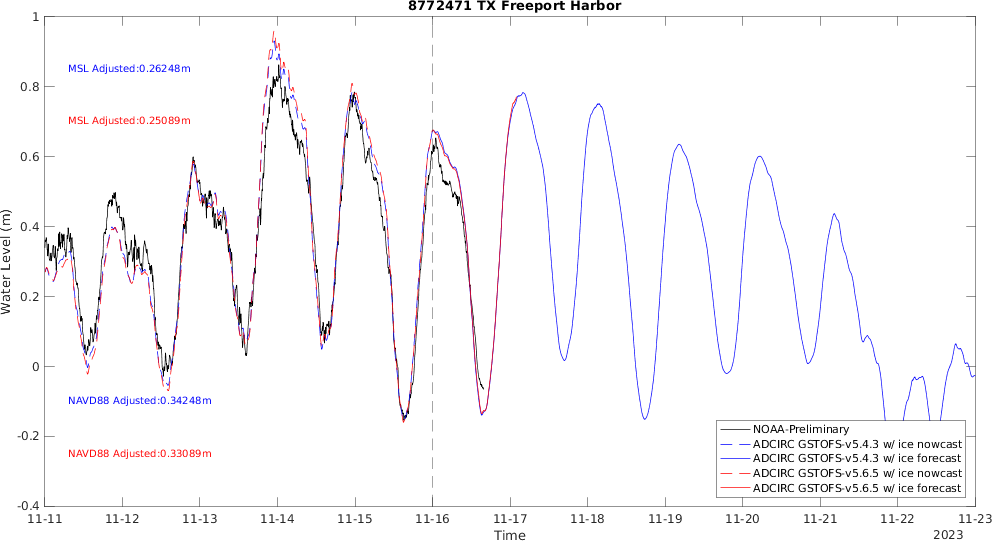 8772471 TX Freeport Harbor
1
0.8
0.6
0.4
0.2
0
-0.2
-0.4
Water Level (m)
MSL Adjusted:0.26248m
MSL Adjusted:0.25089m
NAVD88 Adjusted:0.34248m
NAVD88 Adjusted:0.33089m
NOAA-Preliminary
ADCIRC GSTOFS-v5.4.3 w/ ice nowcast
ADCIRC GSTOFS-v5.4.3 w/ ice forecast
ADCIRC GSTOFS-v5.6.5 w/ ice nowcast
ADCIRC GSTOFS-v5.6.5 w/ ice forecast
11-11 11-12 11-13 11-14 11-15 11-16 11-17 11-18 11-19 11-20 11-21 11-22 11-23
Time
2023